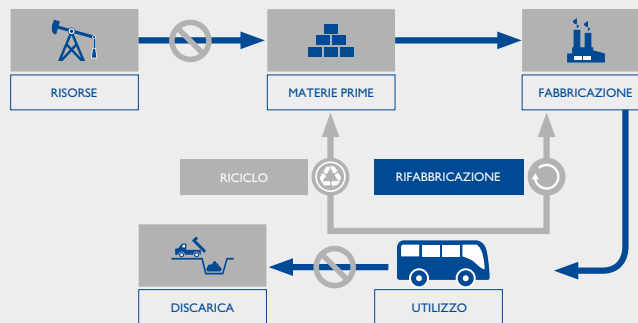 RISORSE
MATERIE PRIME
FABBRICAZIONE
RICICLO
RIFABBRICAZIONE
DISCARICA
UTILIZZO